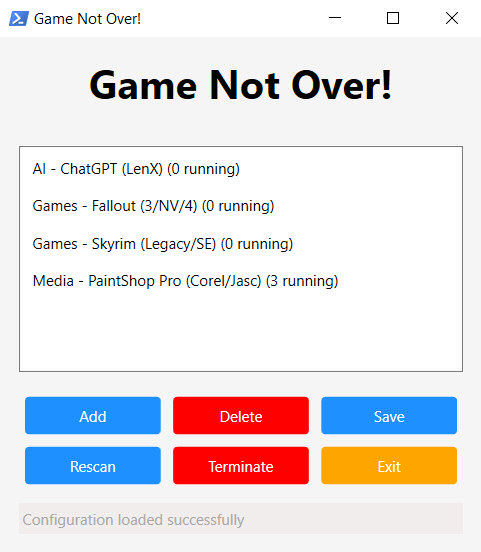 Game Not Over!
Game Not Over!
AI - ChatGPT (LenX) (0 running)
Games - Fallout (3/NV/4) (0 running)
Games - Skyrim (Legacy/SE) (0 running)
Media - PaintShop Pro (Corel/Jasc) (3 running)
Add Delete Save
Rescan Terminate Exit
Configuration loaded successfully